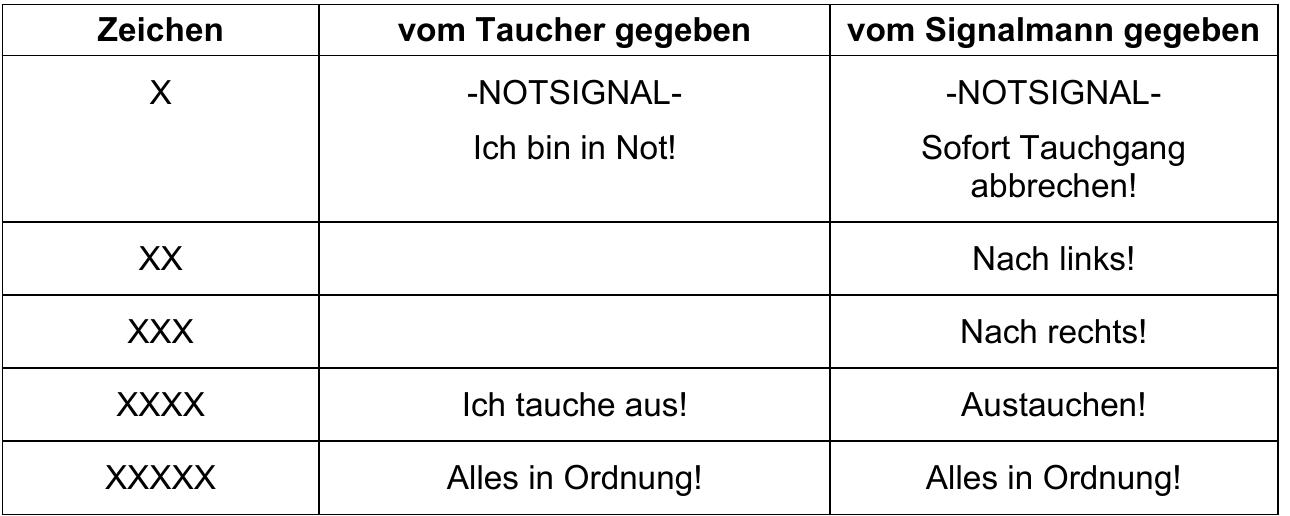 Zeichen vom Taucher gegeben vom Signalmann gegeben
X -NOTSIGNAL- -NOTSIGNAL-
Ich bin in Not! Sofort Tauchgang
abbrechen!
XX Nach links!
XXX Nach rechts!
XXXX Ich tauche aus! Austauchen!
XXXXX Alles in Ordnung! Alles in Ordnung!